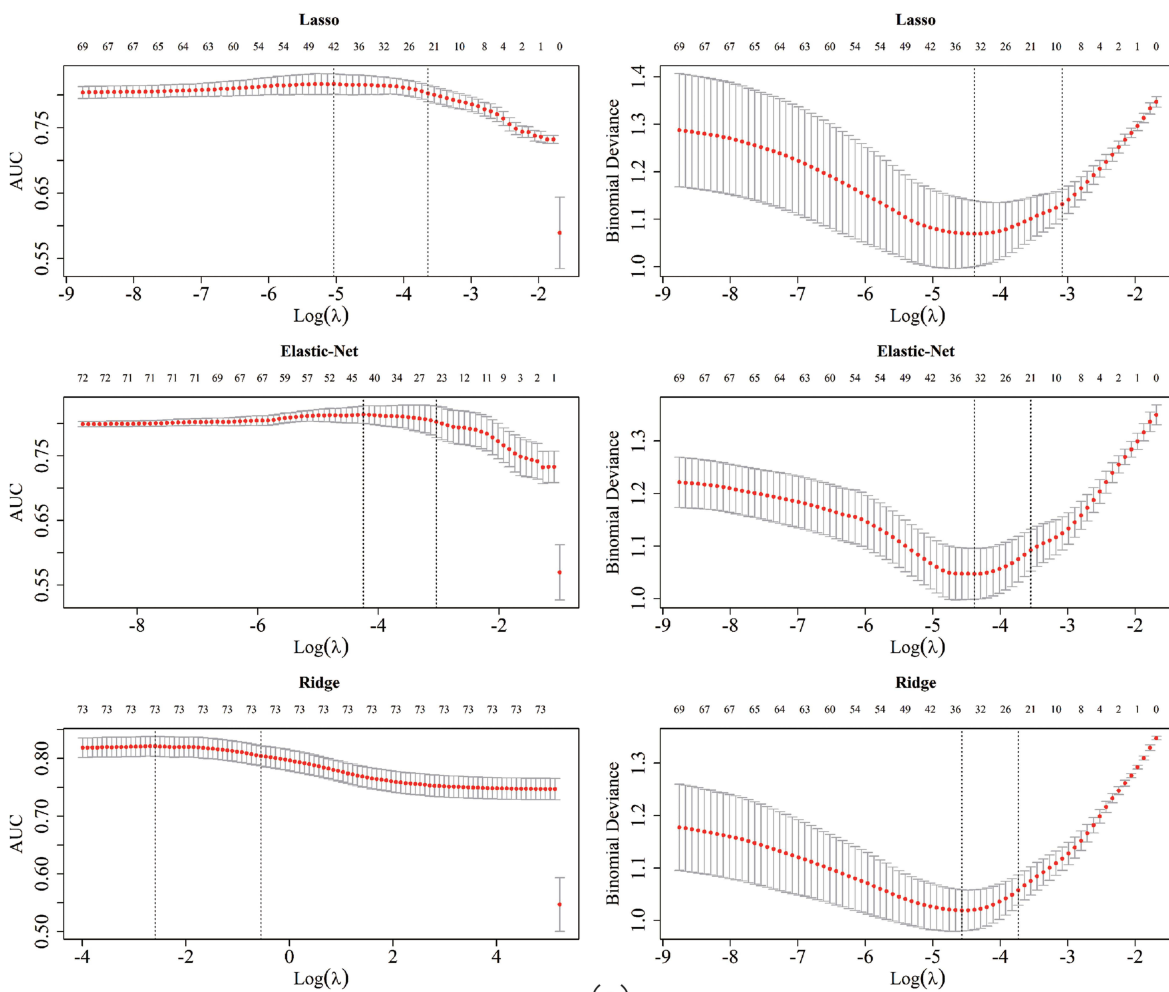 Lasso
69 67 67 65 64 63 60 54 54 49 42 36 32 26 21 10 8 4 2 1 0
AUC
0.75
0.65
0.55
-9 -8 -7 -6 -5 -4 -3 -2
Log(λ)
Lasso
69 67 67 65 64 63 60 54 54 49 42 36 32 26 21 10 8 4 2 1 0
Binomial Deviance
1.4
1.3
1.2
1.1
1.0
-9 -8 -7 -6 -5 -4 -3 -2
Log(λ)
Elastic-Net
72 72 71 71 71 71 69 67 67 59 57 52 45 40 34 27 23 12 11 9 3 2 1
AUC
0.75
0.65
0.55
-8 -6 -4 -2
Log(λ)
Elastic-Net
69 67 67 65 64 63 60 54 54 49 42 36 32 26 21 10 8 4 2 1 0
Binomial Deviance
1.3
1.2
1.1
1.0
-9 -8 -7 -6 -5 -4 -3 -2
Log(λ)
Ridge
73 73 73 73 73 73 73 73 73 73 73 73 73 73 73 73 73 73 73 73
AUC
0.80
0.70
0.60
0.50
-4 -2 0 2 4
Log(λ)
Ridge
69 67 67 65 64 63 60 54 54 49 42 36 32 26 21 10 8 4 2 1 0
Binomial Deviance
1.3
1.2
1.1
1.0
-9 -8 -7 -6 -5 -4 -3 -2
Log(λ)